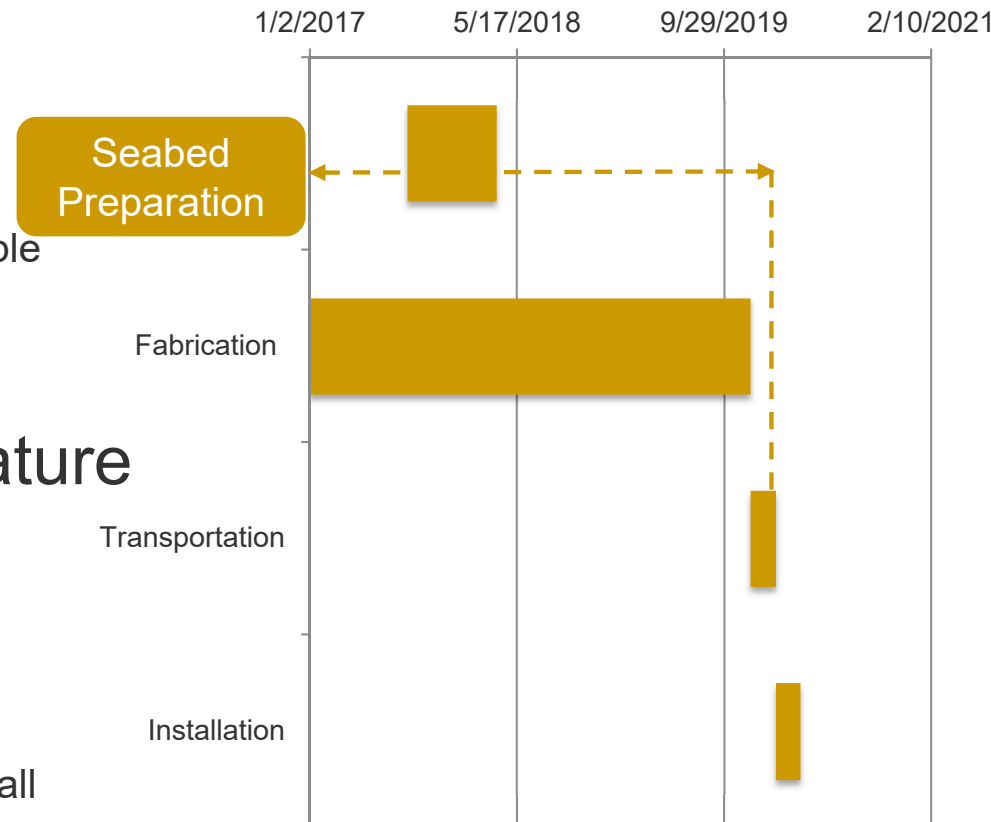 1/2/2017 5/17/2018 9/29/2019 2/10/2021
Seabed
Preparation
ole
Fabrication
ature
Transportation
Installation
all